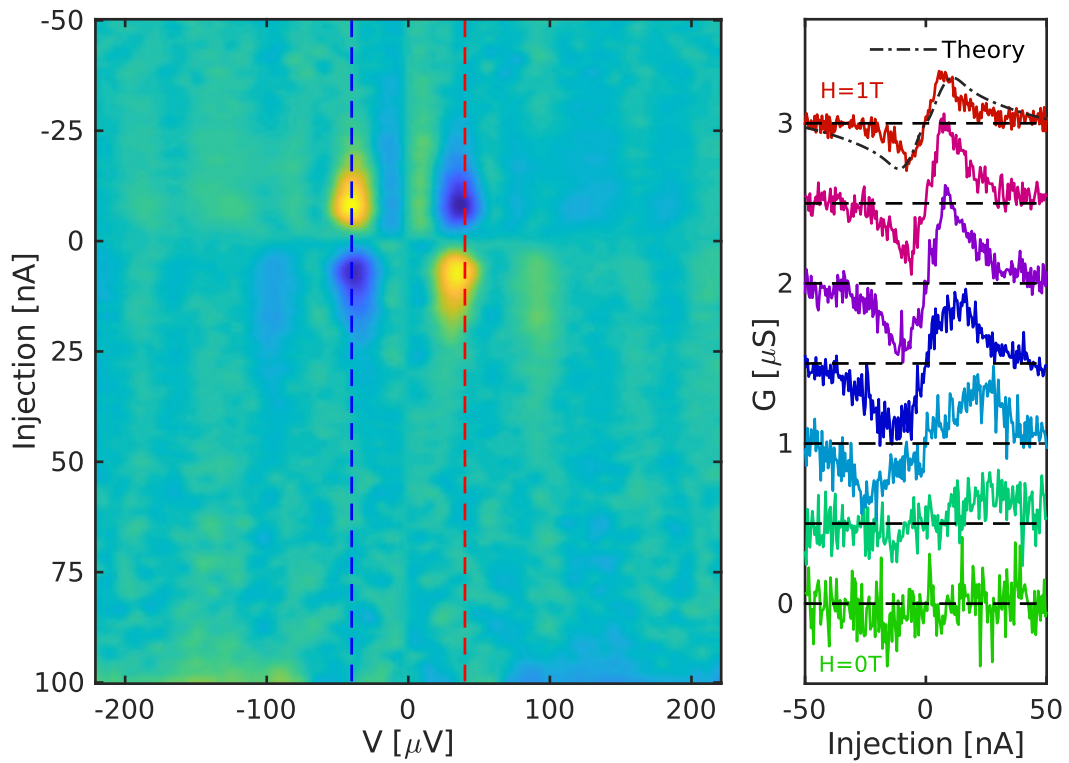 -50
-25
0
25
50
75
100
Injection [nA]
-200
-100
0
100
200
V [μV]
Theory
H=1T
3
2
1
0
G [μS]
H=0T
-50
0
50
Injection [nA]